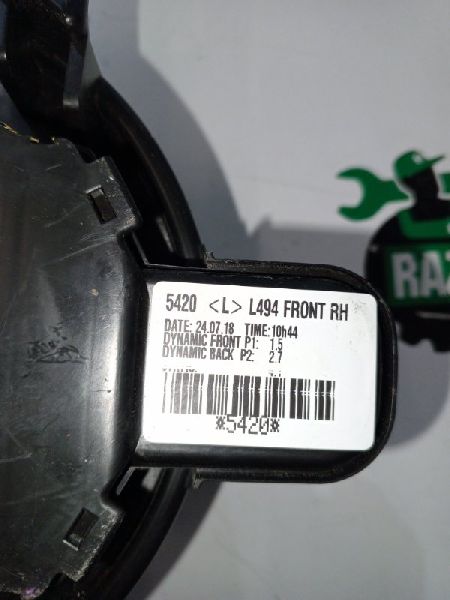 5420 <L> L494 FRONT RH
DATE: 24.07.18 TIME: 10h44
DYNAMIC FRONT P1: 1.5
DYNAMIC BACK P2: 2.7
*5420*
RAZ